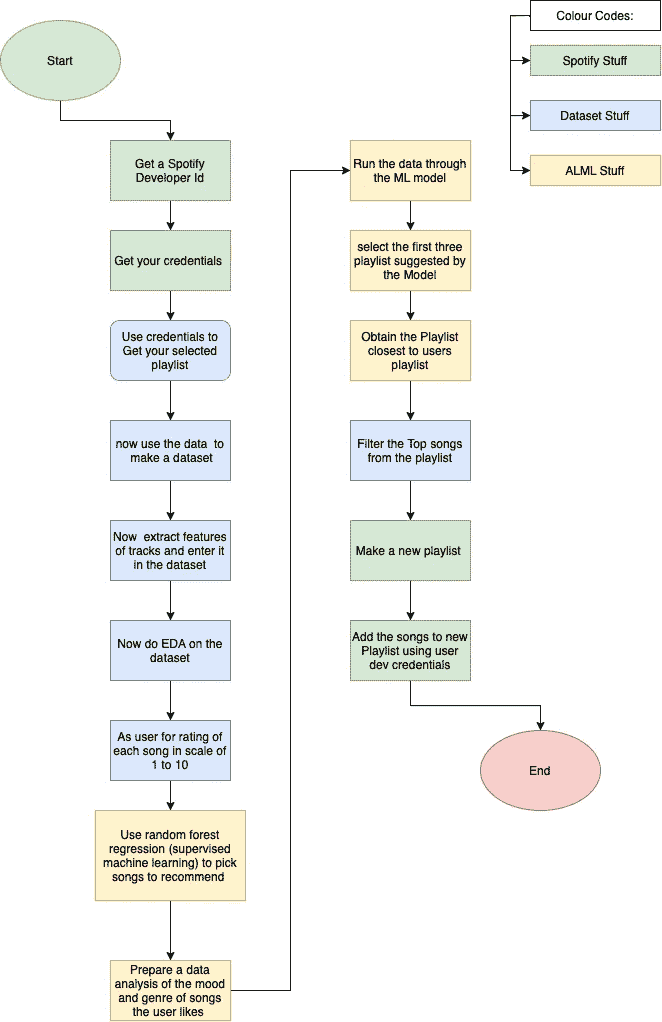 Start
Get a Spotify
Developer Id
Get your credentials
Use credentials to
Get your selected
playlist
now use the data to
make a dataset
Now extract features
of tracks and enter it
in the dataset
Now do EDA on the
dataset
As user for rating of
each song in scale of
1 to 10
Use random forest
regression (supervised
machine learning) to pick
songs to recommend
Prepare a data
analysis of the mood
and genre of songs
the user likes
Run the data through
the ML model
select the first three
playlist suggested by
the Model
Obtain the Playlist
closest to users
playlist
Filter the Top songs
from the playlist
Make a new playlist
Add the songs to new
Playlist using user
dev credentials
End
Colour Codes:
Spotify Stuff
Dataset Stuff
ALML Stuff